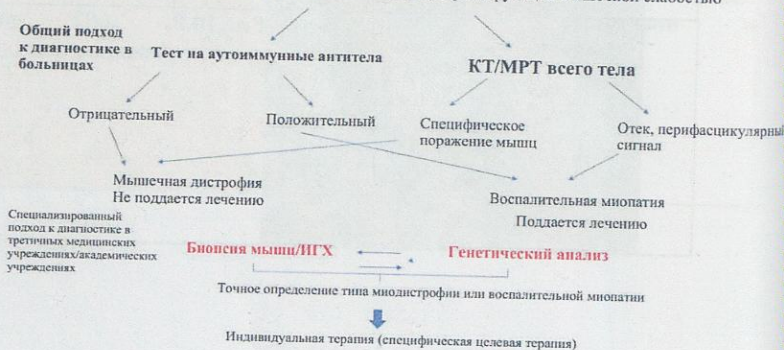 слабостью
Общий подход
к диагностике в
больницах
Тест на аутоиммунные антитела
КТ/МРТ всего тела
Отрицательный
Положительный
Специфическое
поражение мышц
Отек, перифасцикулярный
сигнал
Мышечная дистрофия
Не поддается лечению
Воспалительная миопатия
Поддается лечению
Специализированный
подход к диагностике в
третичных медицинских
учреждениях/академических
учреждениях
Биопсия мышц/ИГХ
Генетический анализ
Точное определение типа миодистрофии или воспалительной миопатии
Индивидуальная терапия (специфическая целевая терапия)